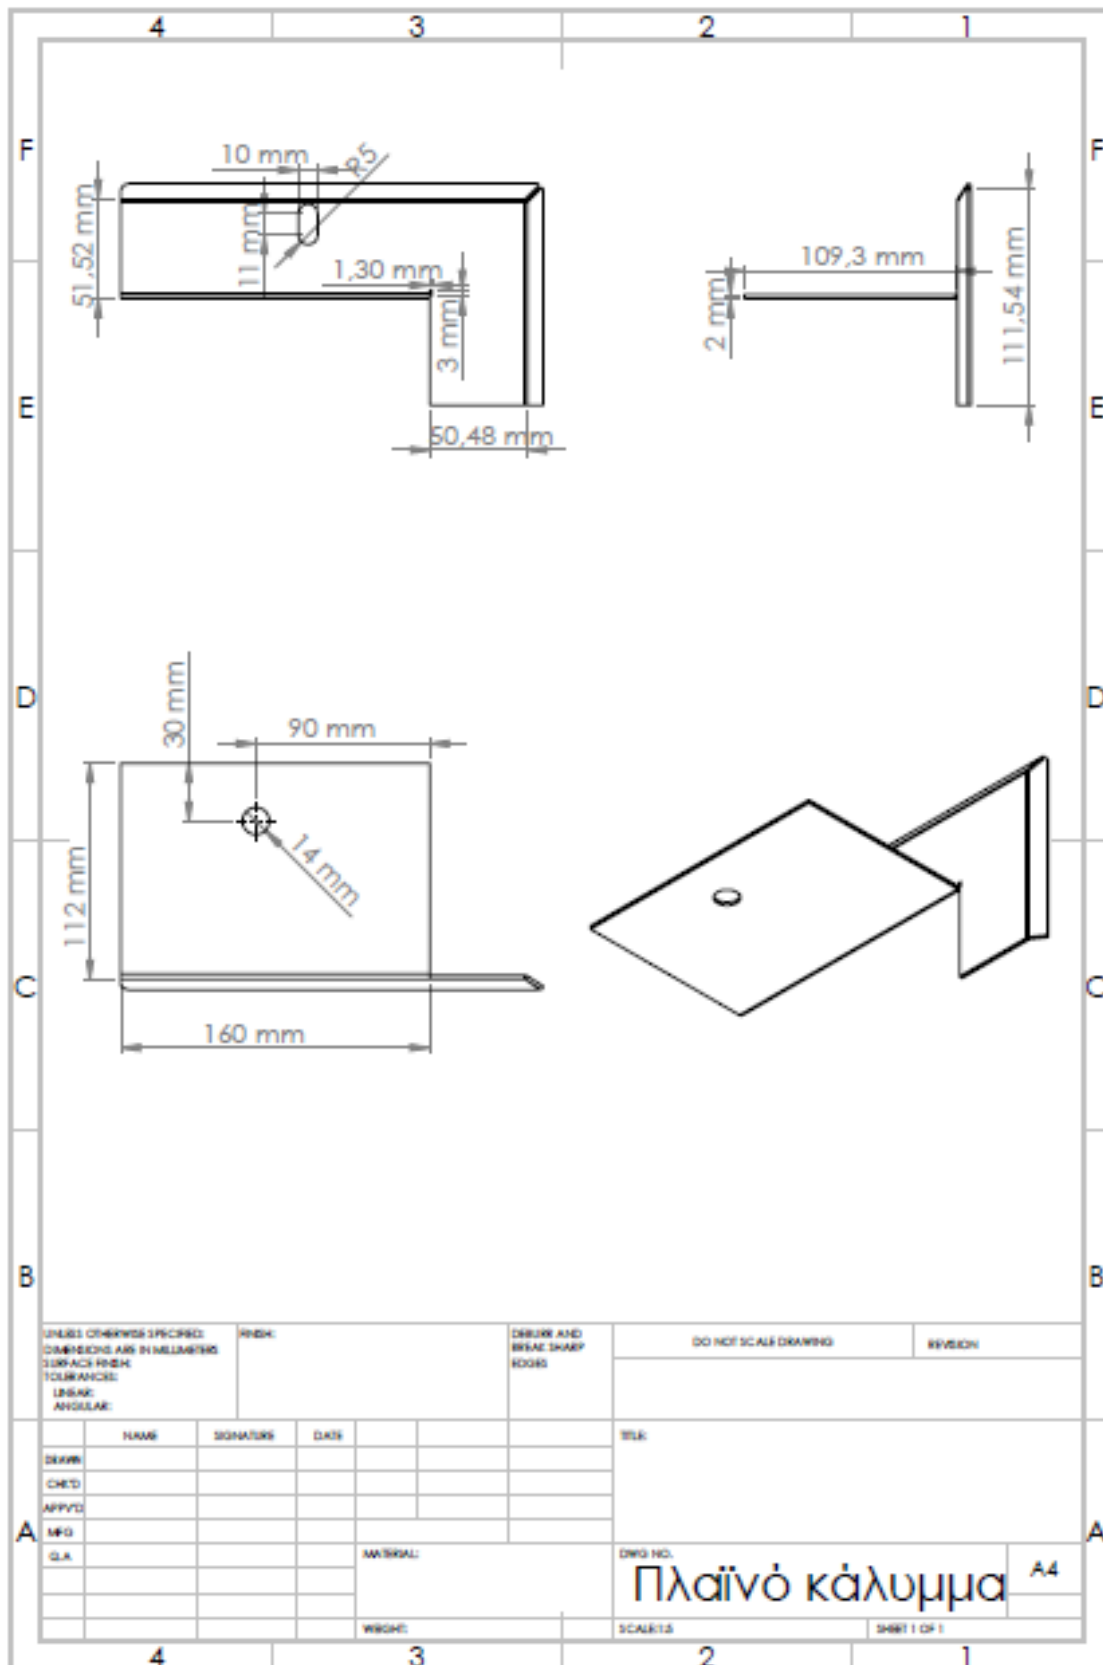 4 3 2 1
F F
10 mm R5
51,52 mm
11 mm
1,30 mm
3 mm
50,48 mm
109,3 mm
2 mm
111,54 mm
E E
D D
30 mm
90 mm
14 mm
112 mm
160 mm
C C
B B
UNLESS OTHERWISE SPECIFIED:
DIMENSIONS ARE IN MILLIMETERS
SURFACE FINISH:
TOLERANCES:
LINEAR:
ANGULAR:
FINISH:
DEBURR AND
BREAK SHARP
EDGES
DO NOT SCALE DRAWING
REVISION
NAME SIGNATURE DATE
TITLE:
DRAWN
CHK'D
APPV'D
MFG
Q.A
MATERIAL:
DWG NO.
Πλαϊνό κάλυμμα
A4
A A
WEIGHT:
SCALE:1:5
SHEET 1 OF 1
4 3 2 1